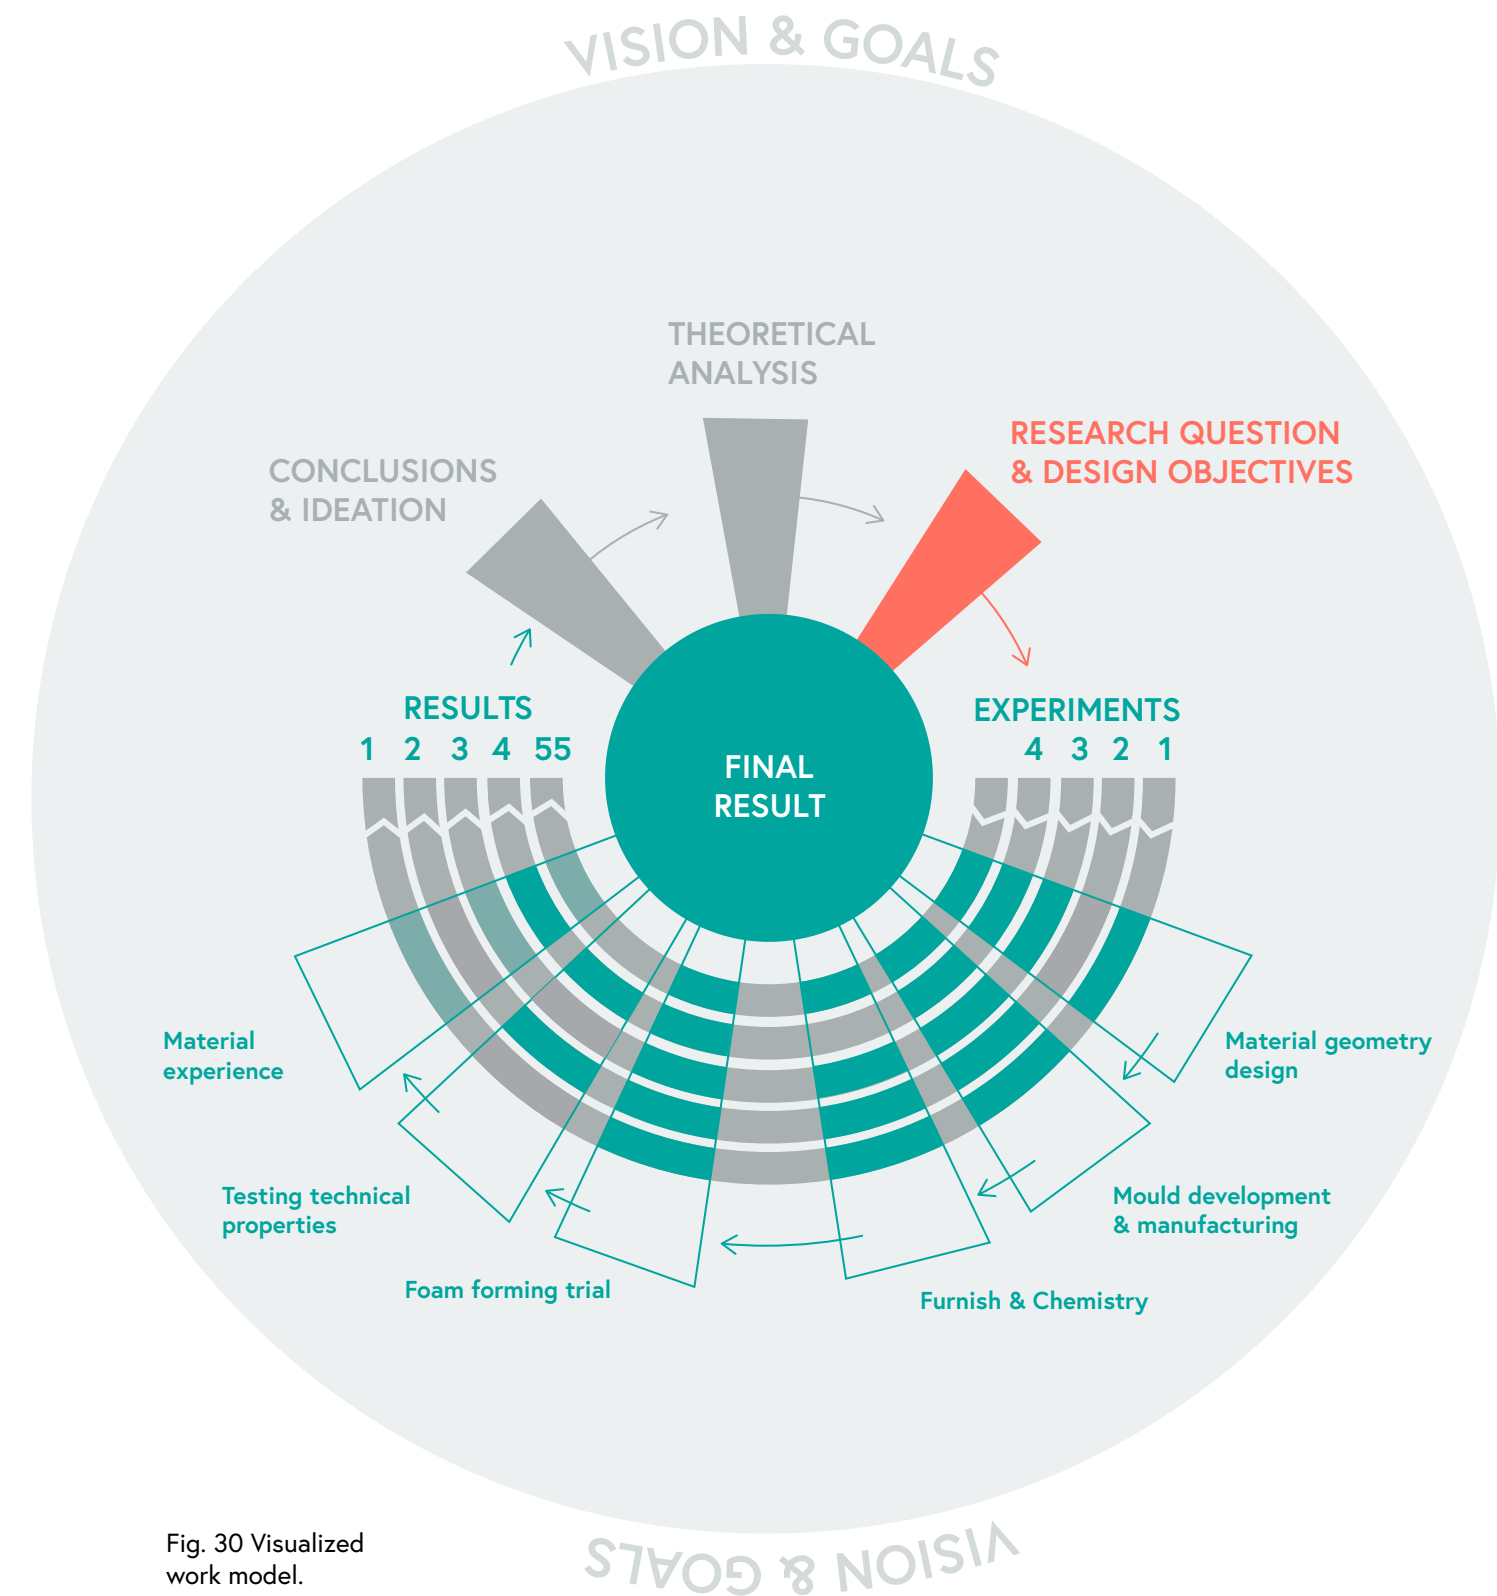 VISION & GOALS
THEORETICAL
ANALYSIS
RESEARCH QUESTION
& DESIGN OBJECTIVES
CONCLUSIONS
& IDEATION
RESULTS
1 2 3 4 55
EXPERIMENTS
4 3 2 1
FINAL
RESULT
Material
experience
Material geometry
design
Testing technical
properties
Mould development
& manufacturing
Foam forming trial
Furnish & Chemistry
Fig. 30 Visualized
work model.
VISION & GOALS